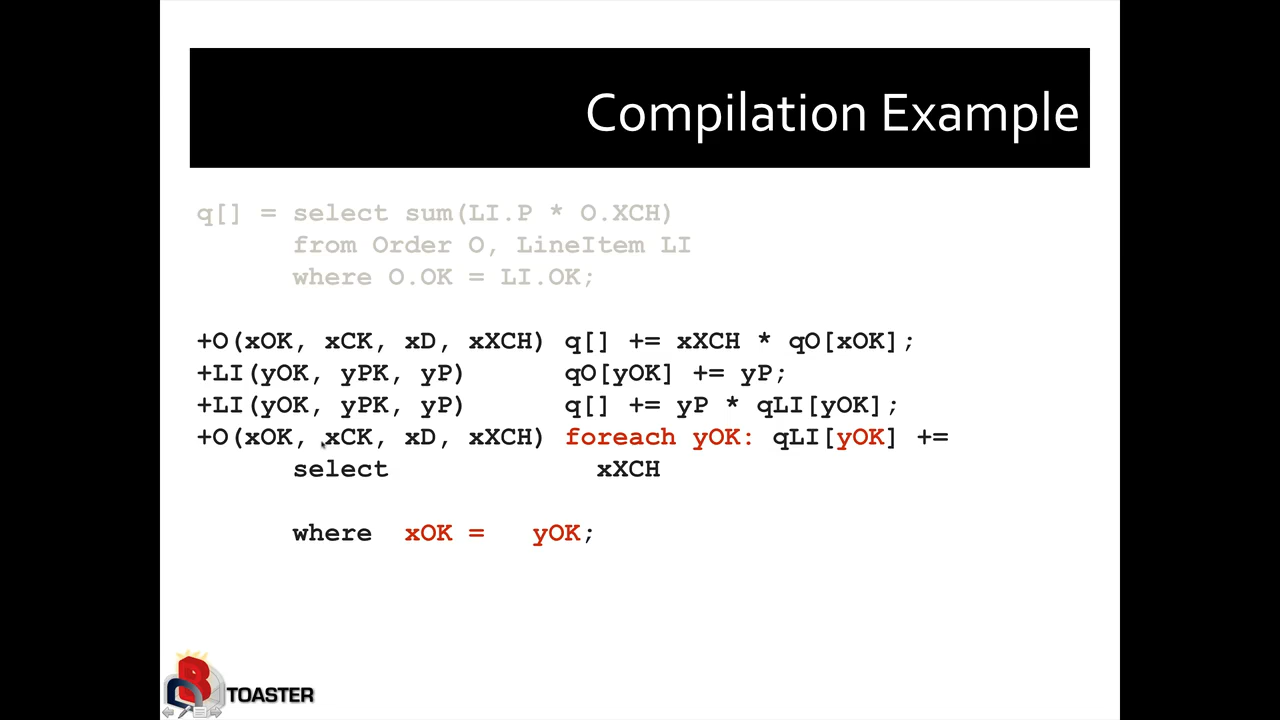 Compilation Example
q[] = select sum(LI.P * O.XCH)
from Order O, LineItem LI
where O.OK = LI.OK;
+O(xOK, xCK, xD, xXCH) q[] += xXCH * qO[xOK];
+LI(yOK, yPK, yP) qO[yOK] += yP;
+LI(yOK, yPK, yP) q[] += yP * qLI[yOK];
+O(xOK, xCK, xD, xXCH) foreach yOK: qLI[yOK] +=
select xXCH
where xOK = yOK;
B TOASTER